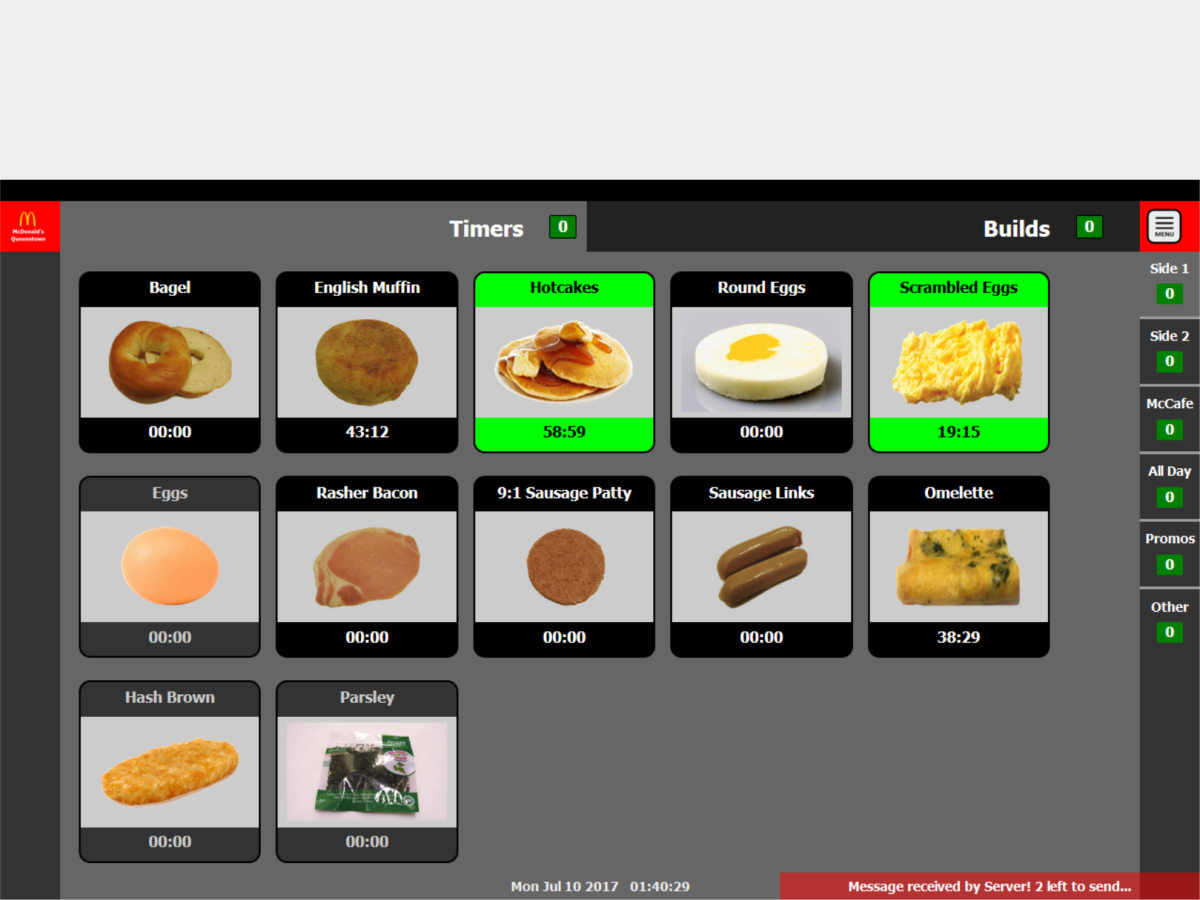 McDonald's
Queenstown
Timers 0
Builds 0
MENU
Side 1
0
Side 2
0
McCafe
0
All Day
0
Promos
0
Other
0
Bagel
00:00
English Muffin
43:12
Hotcakes
58:59
Round Eggs
00:00
Scrambled Eggs
19:15
Eggs
00:00
Rasher Bacon
00:00
9:1 Sausage Patty
00:00
Sausage Links
00:00
Omelette
38:29
Hash Brown
00:00
Parsley
00:00
Mon Jul 10 2017 01:40:29
Message received by Server! 2 left to send...